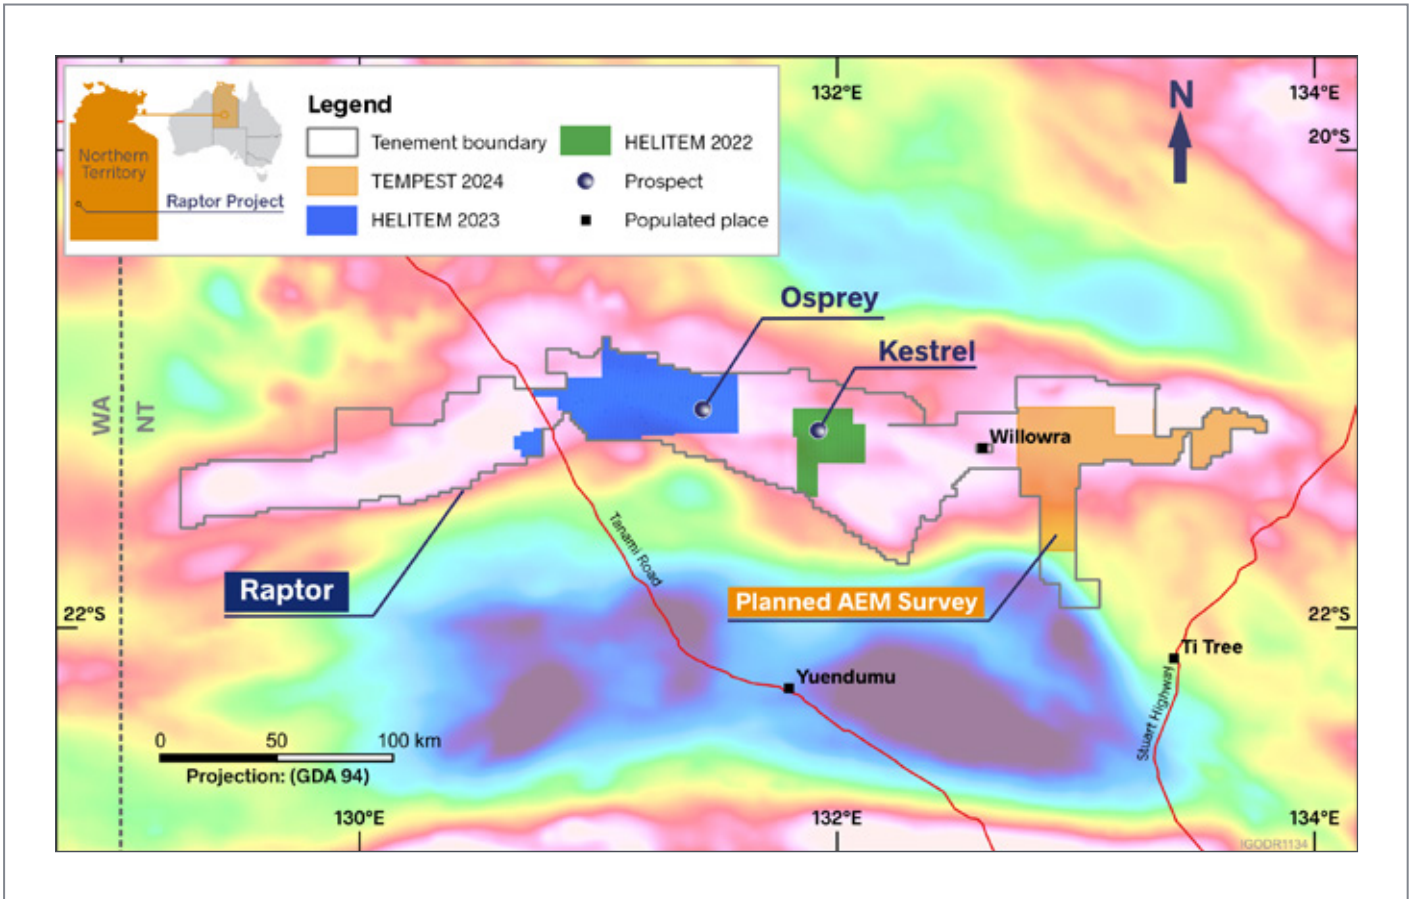 Legend
Tenement boundary
TEMPEST 2024
HELITEM 2023
HELITEM 2022
Prospect
Populated place
Northern
Territory
Raptor Project
132°E
134°E
20°S
N
WA
NT
Osprey
Kestrel
Willowra
Tanami Road
Raptor
Planned AEM Survey
22°S
22°S
Ti Tree
Yuendumu
Stuart Highway
0 50 100 km
Projection: (GDA 94)
130°E
132°E
134°E
IGODR1134